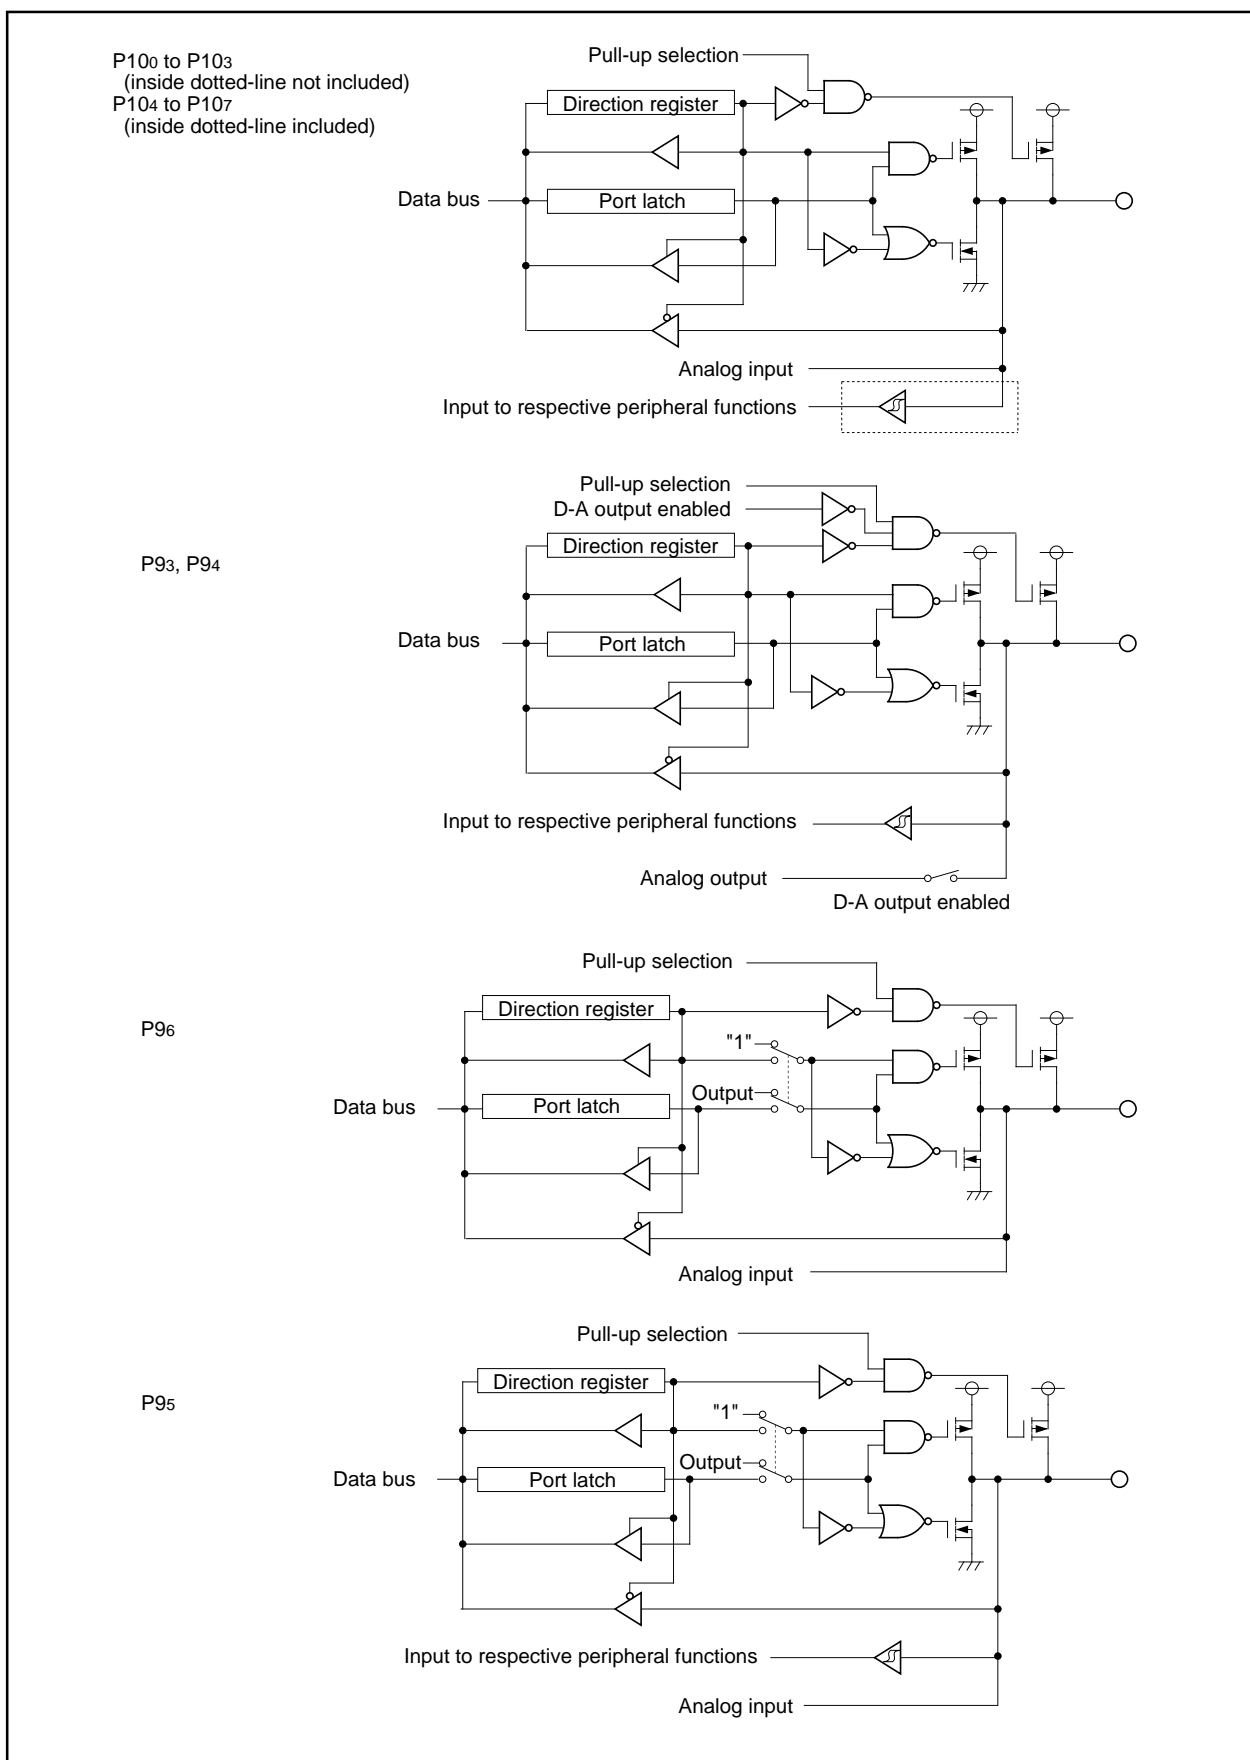 P100 to P103
(inside dotted-line not included)
P104 to P107
(inside dotted-line included)
Pull-up selection
Direction register
Data bus
Port latch
Analog input
Input to respective peripheral functions
Pull-up selection
D-A output enabled
Direction register
P93, P94
Data bus
Port latch
Input to respective peripheral functions
Analog output
D-A output enabled
Pull-up selection
Direction register
P96
"1"
Output
Data bus
Port latch
Analog input
Pull-up selection
Direction register
P95
"1"
Output
Data bus
Port latch
Input to respective peripheral functions
Analog input